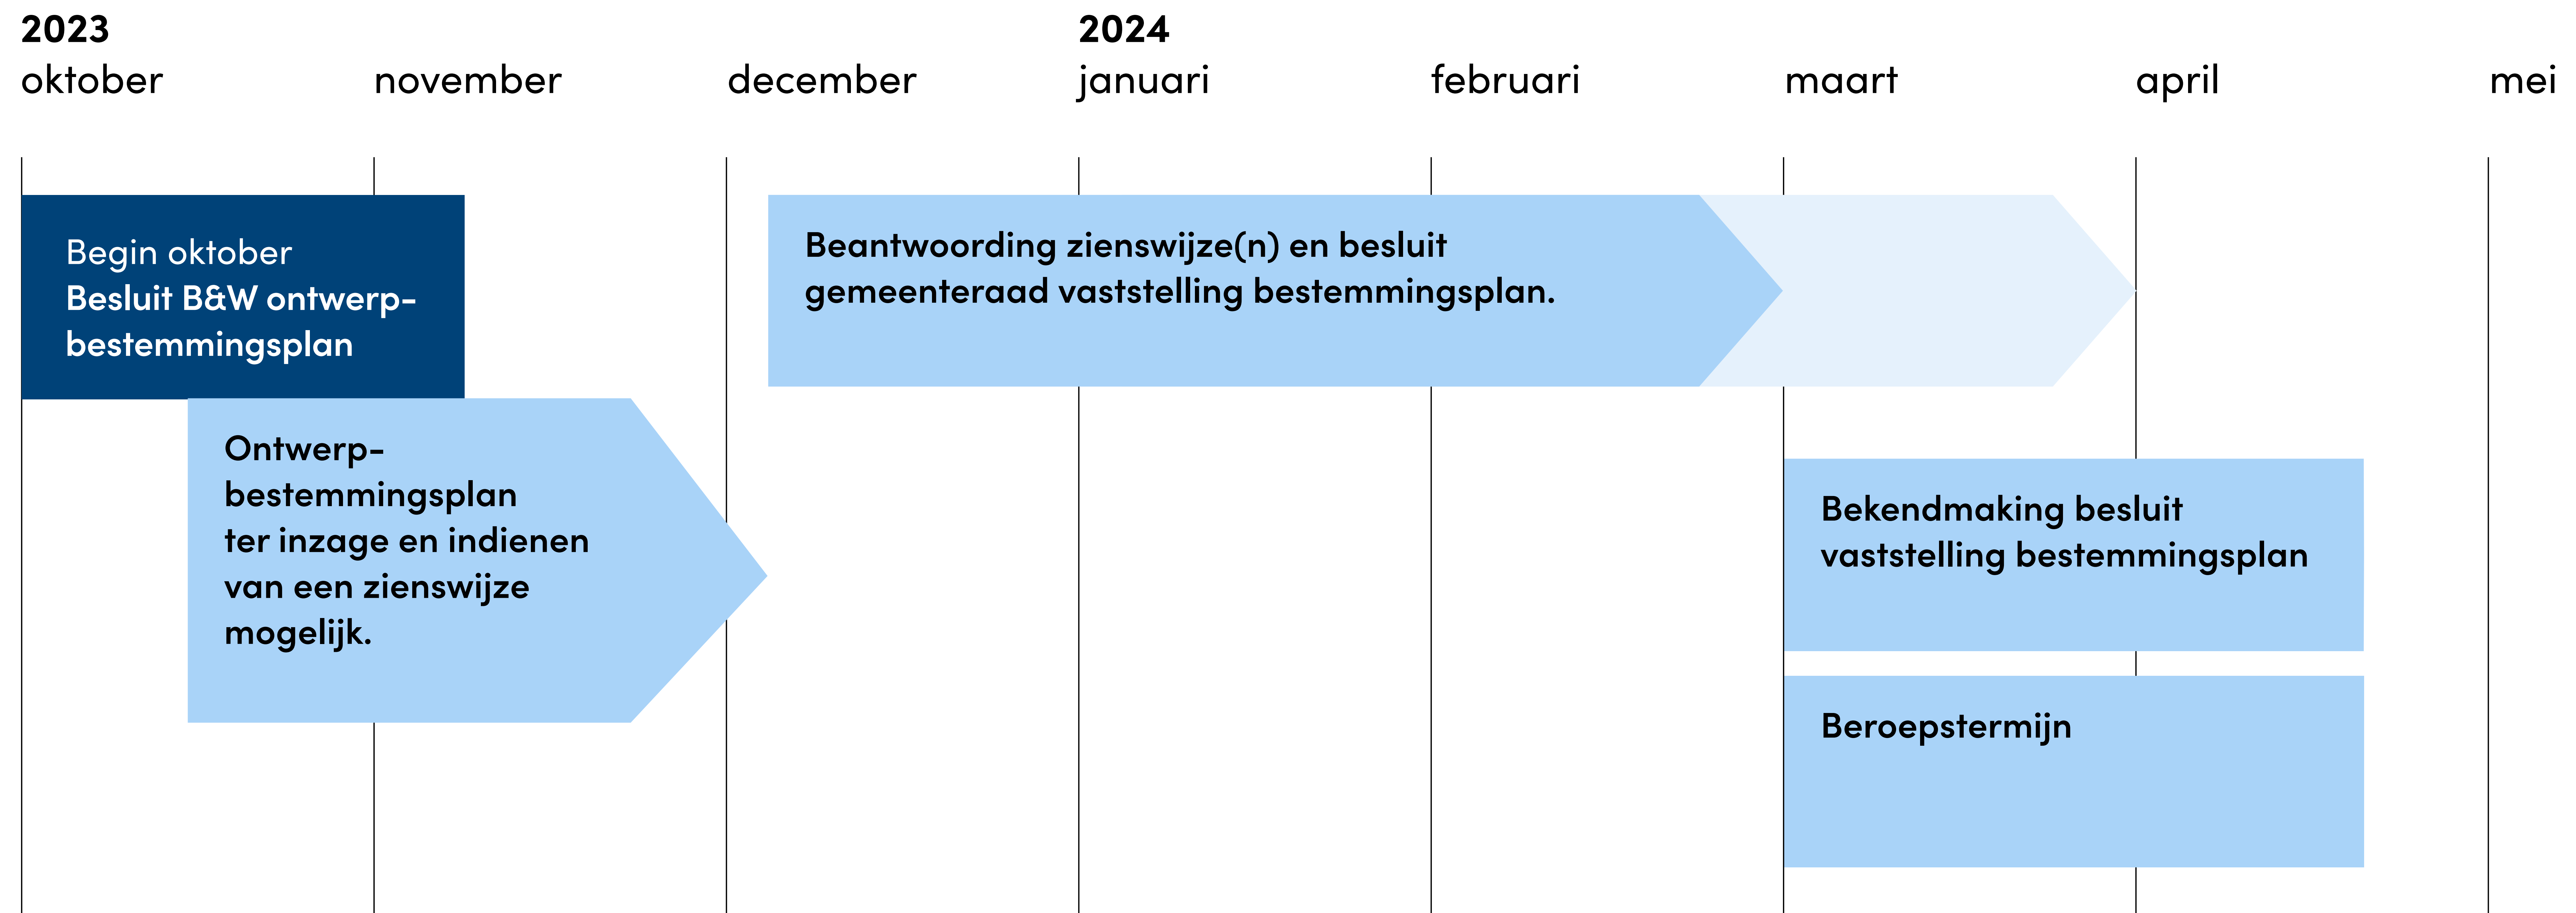 2023
2024
oktober
november
december
januari
februari
maart
april
mei
Begin oktober
Besluit B&W ontwerp-
bestemmingsplan
Beantwoording zienswijze(n) en besluit
gemeenteraad vaststelling bestemmingsplan.
Ontwerp-
bestemmingsplan
ter inzage en indienen
van een zienswijze
mogelijk.
Bekendmaking besluit
vaststelling bestemmingsplan
Beroepstermijn